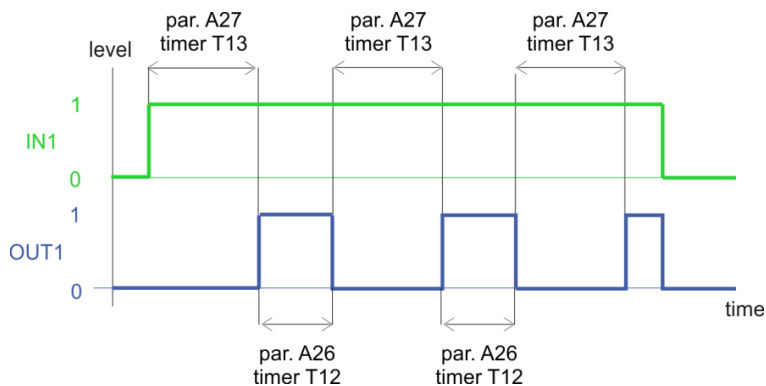 par. A27
timer T13
par. A27
timer T13
par. A27
timer T13
level
1
IN1
0
1
OUT1
0
time
par. A26
timer T12
par. A26
timer T12